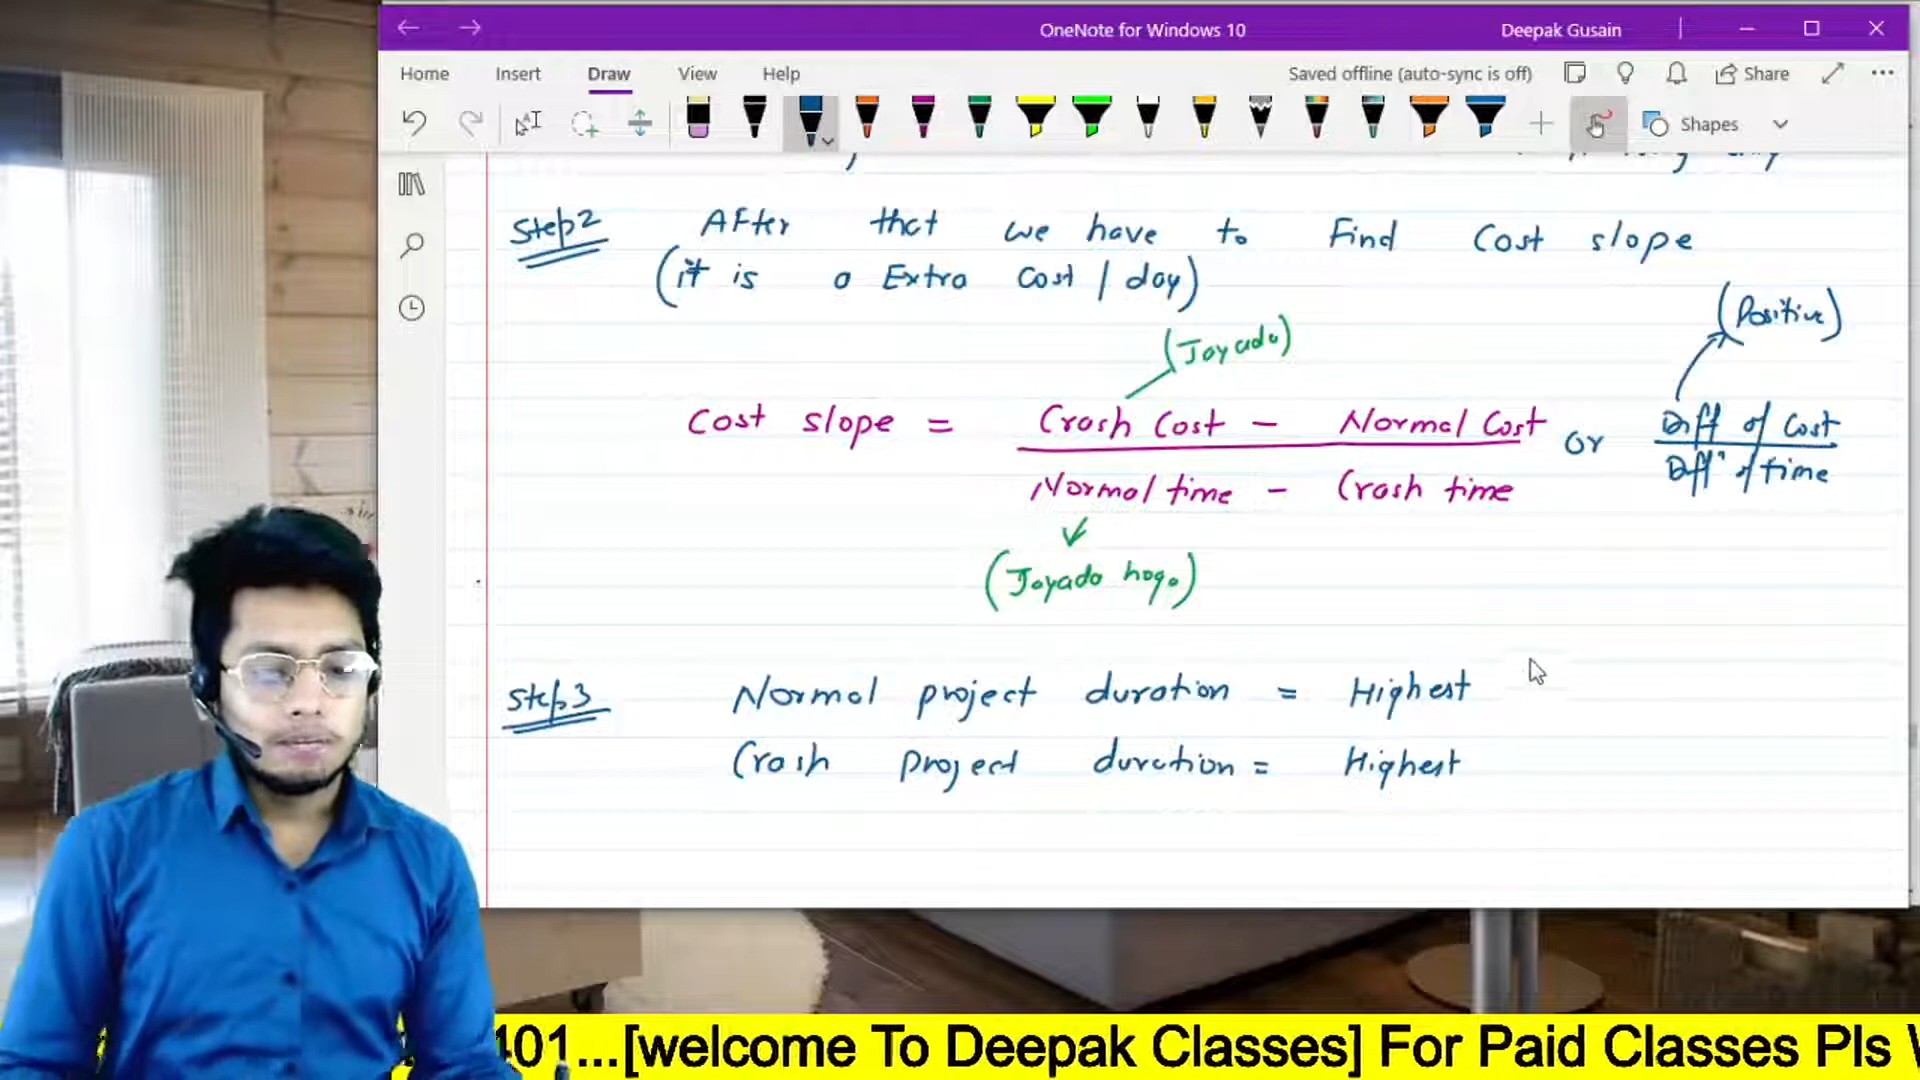 OneNote for Windows 10
Deepak Gusain
Home Insert Draw View Help
Saved offline (auto-sync is off)
Share
Shapes
Step2 After that we have to Find Cost slope
(it is a Extra Cost / day)
(Positive)
(Jayada)
Cost slope = Crash Cost - Normal Cost or Diff of Cost
Normal time - Crash time Diff of time
(Jayada hoga)
Step3 Normal project duration = Highest
Crash project duration = Highest
401...[welcome To Deepak Classes] For Paid Classes Pls